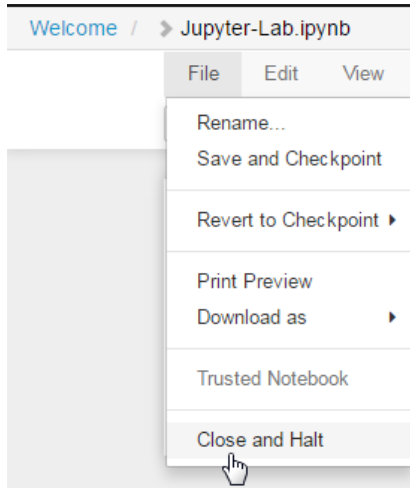 Welcome / > Jupyter-Lab.ipynb
File Edit View
Rename...
Save and Checkpoint
Revert to Checkpoint
Print Preview
Download as
Trusted Notebook
Close and Halt